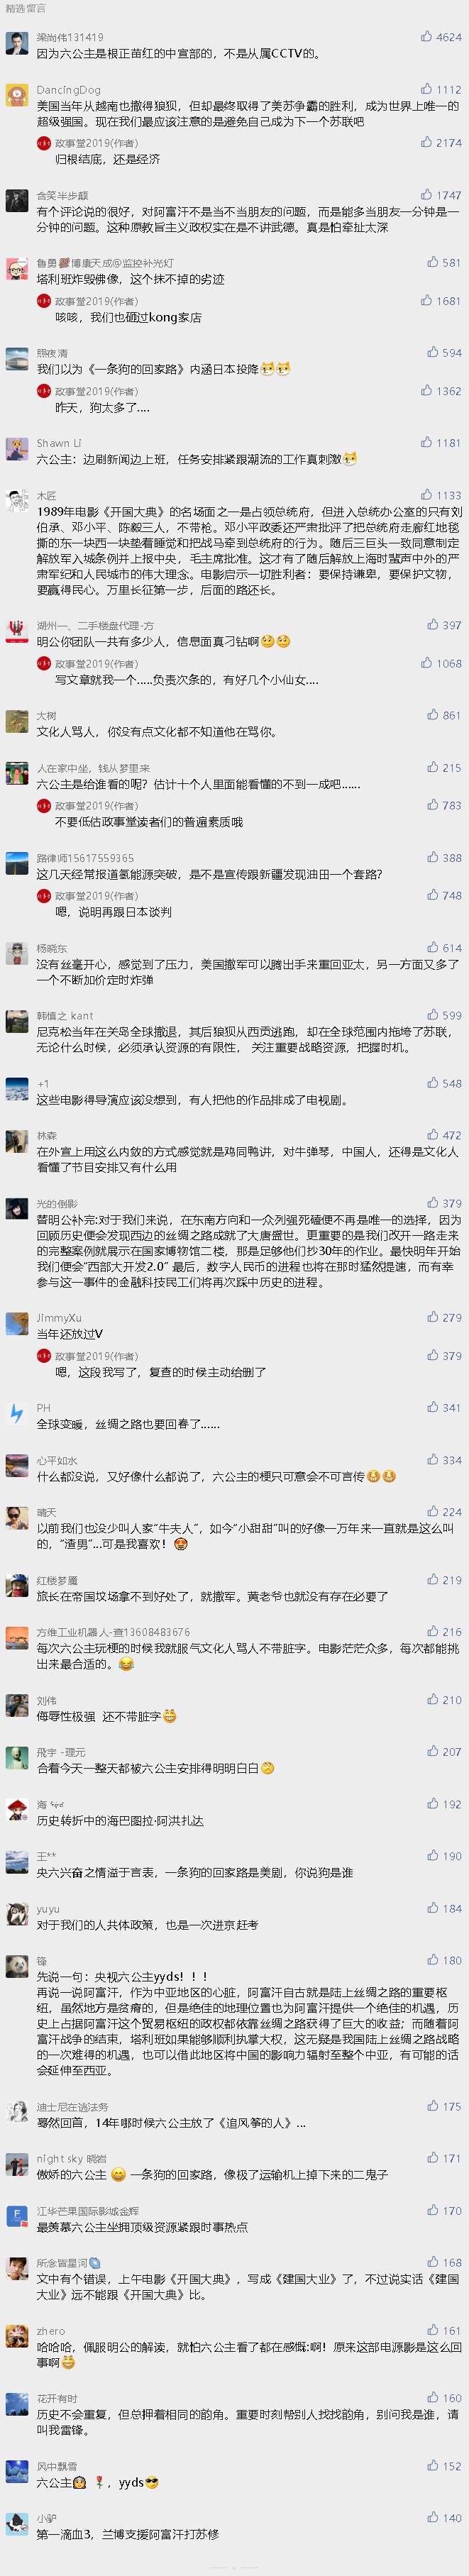 精选留言
梁尚伟131419
4624
因为六公主是根正苗红的中宣部的，不是从属CCTV的。
DancingDog
1112
美国当年从越南也撤得狼狈，但却最终取得了美苏争霸的胜利，成为世界上唯一的
超级强国。现在我们最应该注意的是避免自己成为下一个苏联吧
政事堂2019(作者)
2174
归根结底，还是经济
含笑半步颠
1747
有个评论说的很好，对阿富汗不是当不当朋友的问题，而是能多当朋友一分钟是一
分钟的问题。这种原教旨主义政权实在是不讲武德。真是怕牵扯太深
鲁勇 博康天成@监控补光灯
581
塔利班炸毁佛像，这个抹不掉的劣迹
政事堂2019(作者)
1681
咳咳，我们也砸过kong家店
照夜清
594
我们以为《一条狗的回家路》内涵日本投降😼😼
政事堂2019(作者)
1362
昨天，狗太多了....
Shawn Li
1181
六公主：边刷新闻边上班，任务安排紧跟潮流的工作真刺激😼
木匠
1133
1989年电影《开国大典》的名场面之一是占领总统府，但进入总统办公室的只有刘
伯承、邓小平、陈毅三人，不带枪。邓小平政委还严肃批评了把总统府走廊红地毯
撕的东一块西一块垫着睡觉和把战马牵到总统府的行为。随后三巨头一致同意制定
解放军入城条例并上报中央，毛主席批准。这才有了随后解放上海时蜚声中外的严
肃军纪和人民城市的伟大理念。电影启示一切胜利者：要保持谦卑，要保护文物，
要赢得民心。万里长征第一步，后面的路还长。
湖州一、二手楼盘代理-方
397
明公你团队一共有多少人，信息面真刁钻啊🧐🧐
政事堂2019(作者)
1068
写文章就我一个.....负责次条的，有好几个小仙女....
大树
861
文化人骂人，你没有点文化都不知道他在骂你。
人在家中坐，钱从梦里来
215
六公主是给谁看的呢？估计十个人里面能看懂的不到一成吧......
政事堂2019(作者)
783
不要低估政事堂读者们的普遍素质哦
路律师15617559365
388
这几天经常报道氢能源突破，是不是宣传跟新疆发现油田一个套路？
政事堂2019(作者)
748
嗯，说明再跟日本谈判
杨晓东
614
没有丝毫开心，感觉到了压力，美国撤军可以腾出手来重回亚太，另一方面又多了
一个不断加价定时炸弹
韩慎之 kant
599
尼克松当年在关岛全球撤退，其后狼狈从西贡逃跑，却在全球范围内拖垮了苏联，
无论什么时候，必须承认资源的有限性， 关注重要战略资源，把握时机。
+1
548
这些电影得导演应该没想到，有人把他的作品排成了电视剧。
林森
472
在外宣上用这么内敛的方式感觉就是鸡同鸭讲，对牛弹琴，中国人，还得是文化人
看懂了节目安排又有什么用
光的倒影
379
替明公补完:对于我们来说，在东南方向和一众列强死磕便不再是唯一的选择，因为
回顾历史便会发现西边的丝绸之路成就了大唐盛世。更重要的是我们改开一路走来
的完整案例就展示在国家博物馆二楼，那是足够他们抄30年的作业。最快明年开始
我们便会“西部大开发2.0” 最后，数字人民币的进程也将在那时猛然提速，而有幸
参与这一事件的金融科技民工们将再次踩中历史的进程。
JimmyXu
279
当年还放过V
政事堂2019(作者)
379
嗯，这段我写了，复查的时候主动给删了
PH
341
全球变暖，丝绸之路也要回春了......
心平如水
334
什么都没说，又好像什么都说了，六公主的梗只可意会不可言传
晴天
224
以前我们也没少叫人家“牛夫人”，如今“小甜甜”叫的好像一万年来一直就是这么叫
的，“渣男”...可是我喜欢！😍
红楼梦魇
219
旅长在帝国坟场拿不到好处了，就撤军。黄老爷也就没有存在必要了
方维工业机器人-查13608483676
216
每次六公主玩梗的时候我就服气文化人骂人不带脏字。电影茫茫众多，每次都能挑
出来最合适的。😂
刘伟
210
侮辱性极强 还不带脏字😁
飛宇 -理元
207
合着今天一整天都被六公主安排得明明白白🤔
海
192
历史转折中的海巴图拉·阿洪扎达
王**
190
央六兴奋之情溢于言表，一条狗的回家路是美剧，你说狗是谁
yuyu
184
对于我们的人共体政策，也是一次进京赶考
锋
180
先说一句：央视六公主yyds！！！
再说一说阿富汗，作为中亚地区的心脏，阿富汗自古就是陆上丝绸之路的重要枢
纽，虽然地方是贫瘠的，但是绝佳的地理位置也为阿富汗提供一个绝佳的机遇，历
史上占据阿富汗这个贸易枢纽的政权都依靠丝绸之路获得了巨大的收益；而随着阿
富汗战争的结束，塔利班如果能够顺利执掌大权，这无疑是我国陆上丝绸之路战略
的一次难得的机遇，也可以借此地区将中国的影响力辐射至整个中亚，有可能的话
会延伸至西亚。
迪士尼在逃法务
175
蓦然回首，14年哪时候六公主放了《追风筝的人》...
night sky 晓岩
171
傲娇的六公主 😄 一条狗的回家路，像极了运输机上掉下来的二鬼子
江华芒果国际影城金辉
170
最羡慕六公主坐拥顶级资源紧跟时事热点
所念皆星河
168
文中有个错误，上午电影《开国大典》，写成《建国大业》了，不过说实话《建国
大业》远不能跟《开国大典》比。
zhero
161
哈哈哈，佩服明公的解读，就怕六公主看了都在感慨:啊！原来这部电源影是这么回
事啊😁
花开有时
160
历史不会重复，但总押着相同的韵角。重要时刻帮别人找找韵角，别问我是谁，请
叫我雷锋。
风中飘雪
152
六公主👸 🌹，yyds😎
小驴
140
第一滴血3，兰博支援阿富汗打苏修